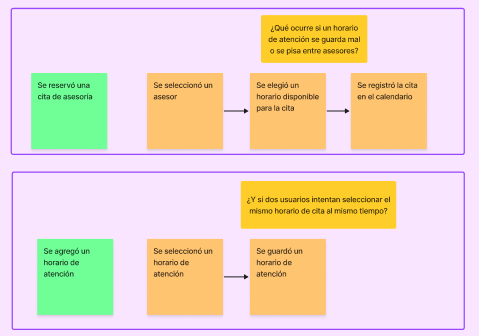 ¿Qué ocurre si un horario
de atención se guarda mal
o se pisa entre asesores?
Se reservó una
cita de asesoría
Se seleccionó un
asesor
Se elegió un
horario disponible
para la cita
Se registró la cita
en el calendario
¿Y si dos usuarios intentan seleccionar el
mismo horario de cita al mismo tiempo?
Se agregó un
horario de
atención
Se seleccionó un
horario de
atención
Se guardó un
horario de
atención